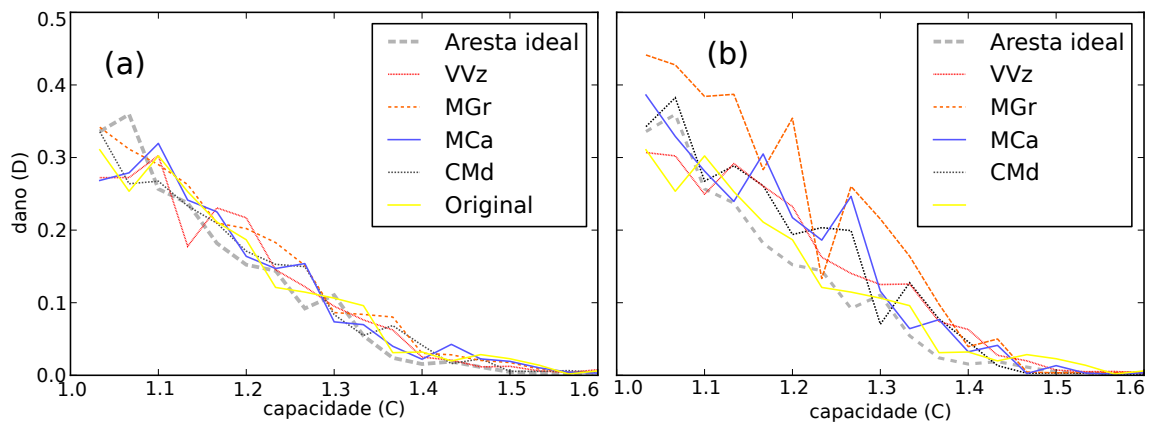 (a)
Aresta ideal
VVz
MGr
MCa
CMd
Original
0.5
0.4
0.3
0.2
0.1
0.0
dano (D)
1.0 1.1 1.2 1.3 1.4 1.5 1.6
capacidade (C)
(b)
Aresta ideal
VVz
MGr
MCa
CMd
1.0 1.1 1.2 1.3 1.4 1.5 1.6
capacidade (C)